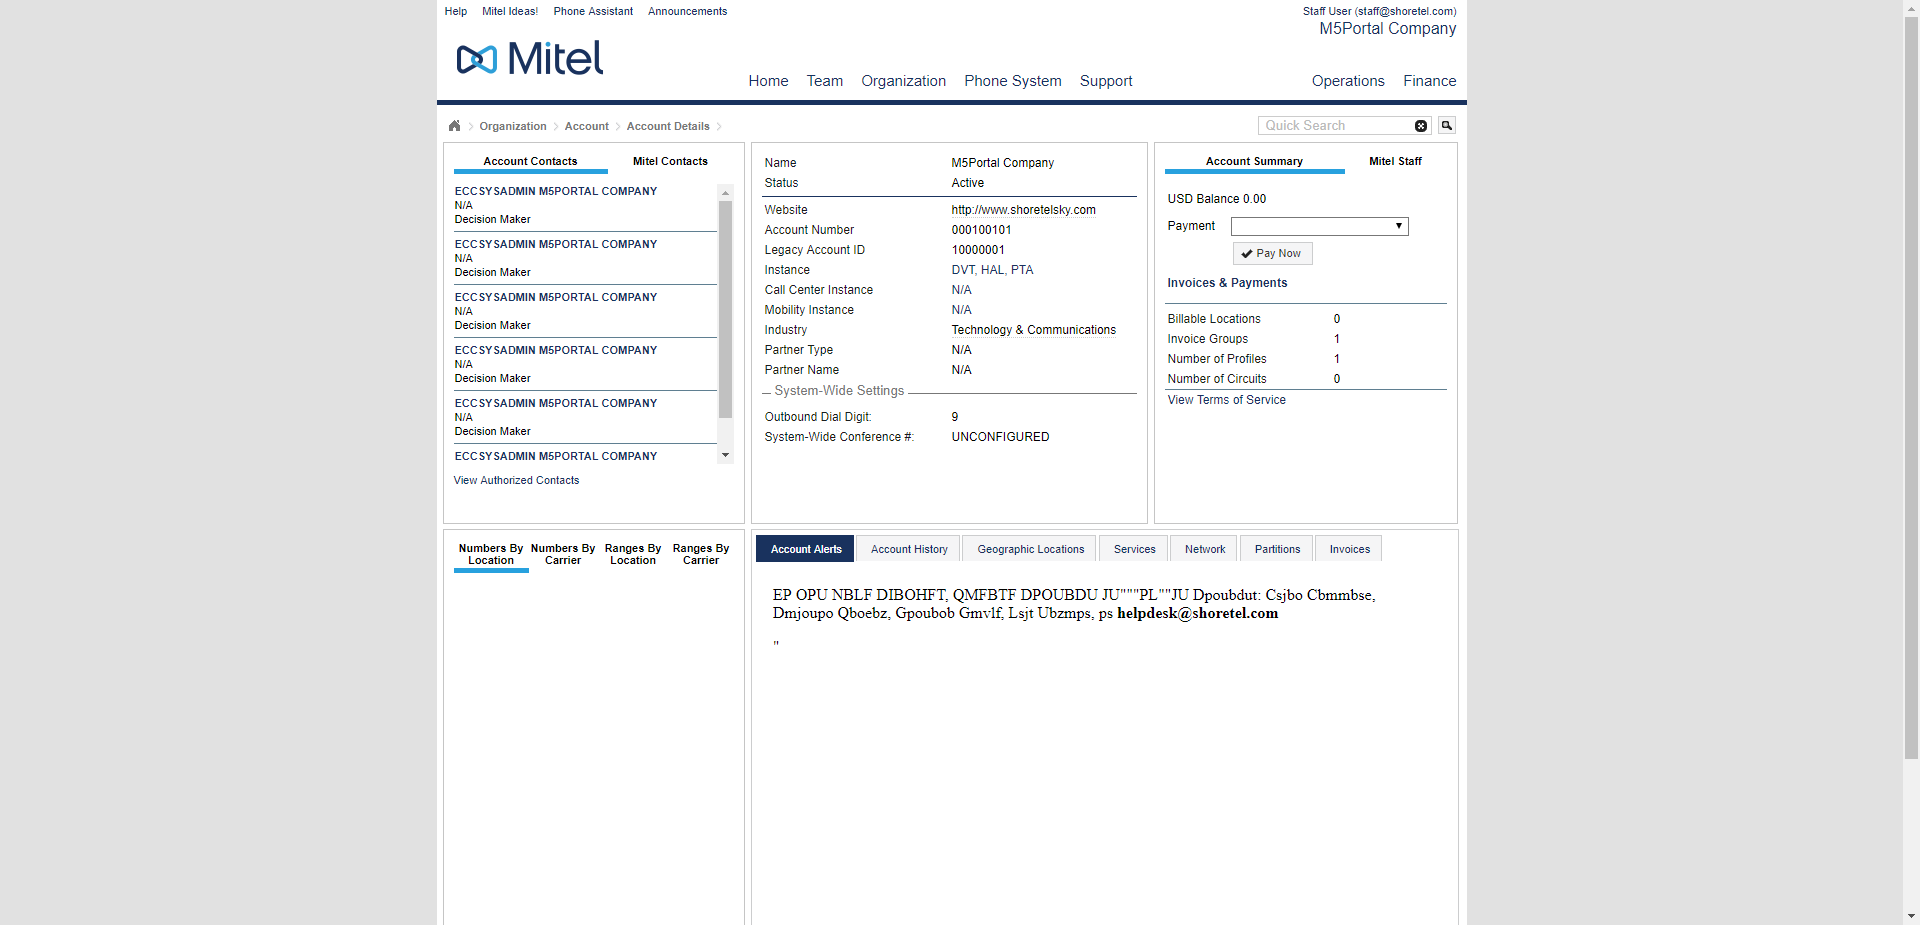 Help Mitel Ideas! Phone Assistant Announcements
Staff User (staff@shoretel.com)
M5Portal Company
Mitel
Home Team Organization Phone System Support Operations Finance
Organization Account Account Details
Quick Search
Account Contacts Mitel Contacts
ECCSYSADMIN M5PORTAL COMPANY
N/A
Decision Maker
ECCSYSADMIN M5PORTAL COMPANY
N/A
Decision Maker
ECCSYSADMIN M5PORTAL COMPANY
N/A
Decision Maker
ECCSYSADMIN M5PORTAL COMPANY
N/A
Decision Maker
ECCSYSADMIN M5PORTAL COMPANY
N/A
Decision Maker
ECCSYSADMIN M5PORTAL COMPANY
View Authorized Contacts
Name M5Portal Company
Status Active
Website http://www.shoretelsky.com
Account Number 000100101
Legacy Account ID 10000001
Instance DVT, HAL, PTA
Call Center Instance N/A
Mobility Instance N/A
Industry Technology & Communications
Partner Type N/A
Partner Name N/A
System-Wide Settings
Outbound Dial Digit: 9
System-Wide Conference #: UNCONFIGURED
Account Summary Mitel Staff
USD Balance 0.00
Payment
Pay Now
Invoices & Payments
Billable Locations 0
Invoice Groups 1
Number of Profiles 1
Number of Circuits 0
View Terms of Service
Numbers By Location Numbers By Carrier Ranges By Location Ranges By Carrier
Account Alerts Account History Geographic Locations Services Network Partitions Invoices
EP OPU NBLF DIBOHFT, QMFBTF DPOUBDU JU"""PL""JU Dpoubdut: Csjbo Cbmmbse,
Dmjoupo Qboebz, Gpoubob Gmvlf, Lsjt Ubzmps, ps helpdesk@shoretel.com
"